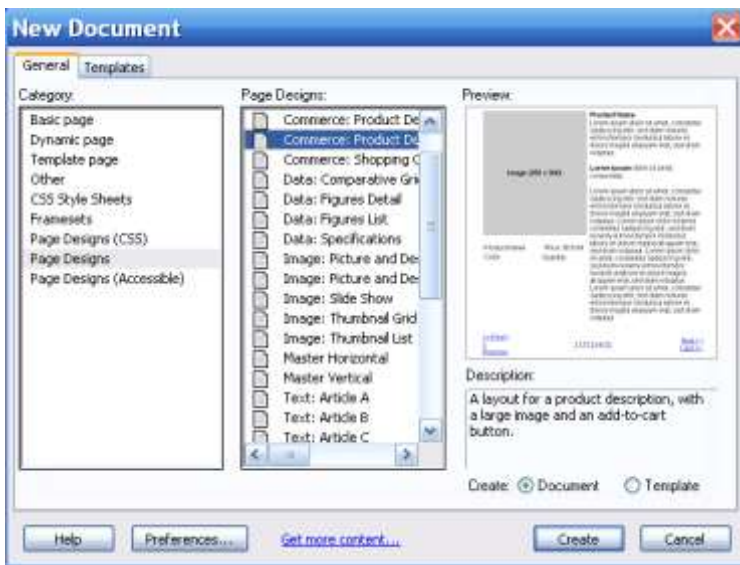 New Document
General
Templates
Category:
Page Designs:
Preview:
Basic page
Dynamic page
Template page
Other
CSS Style Sheets
Framesets
Page Designs (CSS)
Page Designs
Page Designs (Accessible)
Commerce: Product De
Commerce: Product De
Commerce: Shopping C
Data: Comparative Gri
Data: Figures Detail
Data: Figures List
Data: Specifications
Image: Picture and De
Image: Picture and De
Image: Slide Show
Image: Thumbnail Grid
Image: Thumbnail List
Master Horizontal
Master Vertical
Text: Article A
Text: Article B
Text: Article C
Product Name
Description:
A layout for a product description, with
a large image and an add-to-cart
button.
Create: Document Template
Help
Preferences...
Get more content...
Create
Cancel